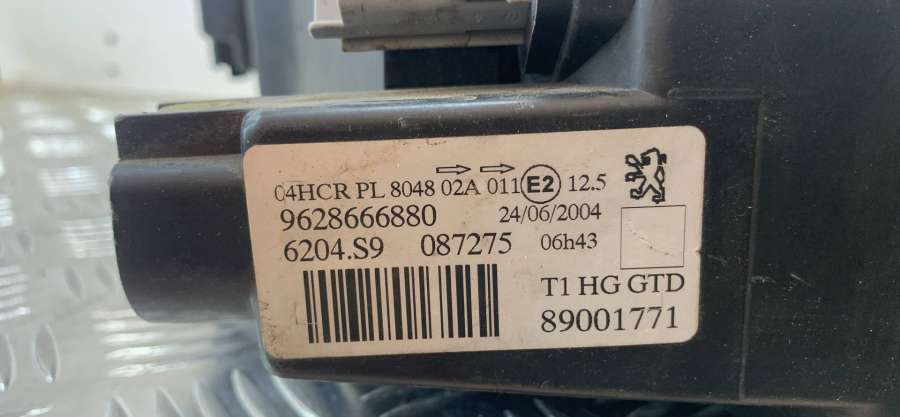 04HCR PL 8048 02A 011 E2 12.5
9628666880 24/06/2004
6204.S9 087275 06h43
T1 HG GTD
89001771